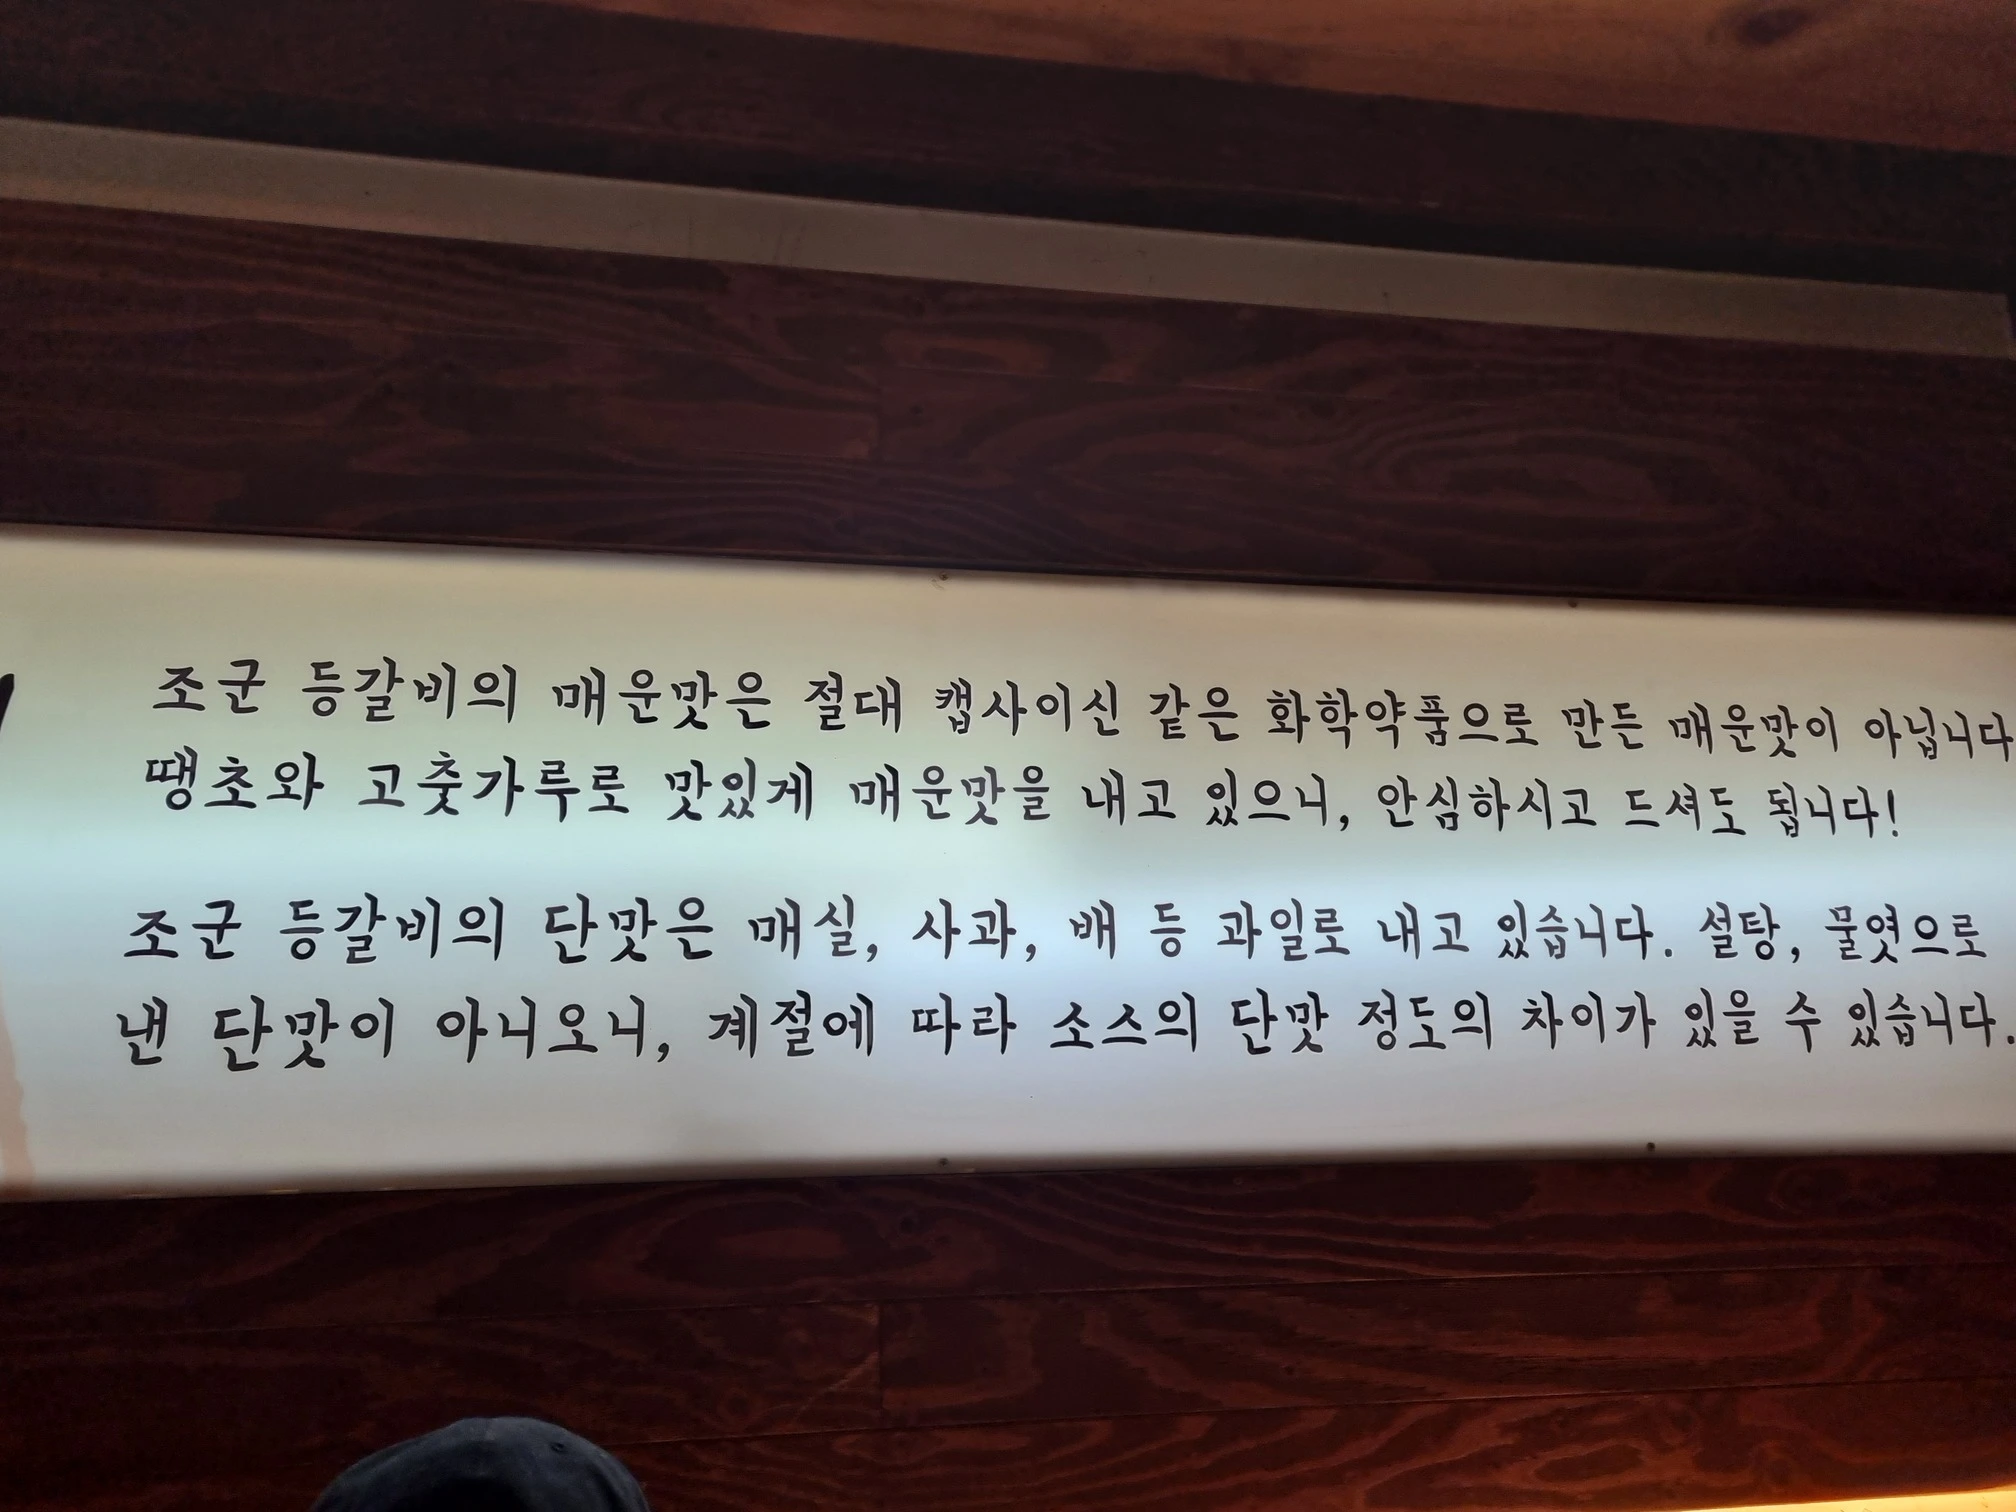 조군 등갈비의 매운맛은 절대 캡사이신 같은 화학약품으로 만든 매운맛이 아닙니다
땡초와 고춧가루로 맛있게 매운맛을 내고 있으니, 안심하시고 드셔도 됩니다!
조군 등갈비의 단맛은 매실, 사과, 배 등 과일로 내고 있습니다. 설탕, 물엿으로
낸 단맛이 아니오니, 계절에 따라 소스의 단맛 정도의 차이가 있을 수 있습니다.